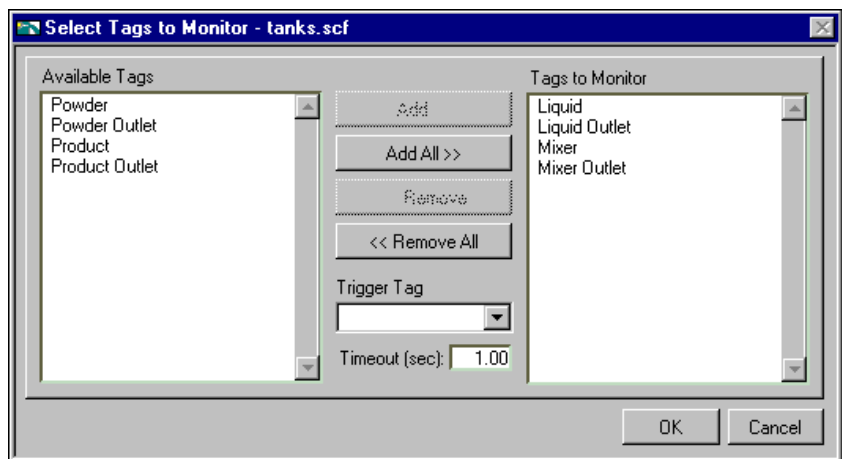 Select Tags to Monitor - tanks.scf
Available Tags
Powder
Powder Outlet
Product
Product Outlet
Add
Add All >>
Remove
<< Remove All
Trigger Tag
Timeout (sec): 1.00
Tags to Monitor
Liquid
Liquid Outlet
Mixer
Mixer Outlet
OK
Cancel